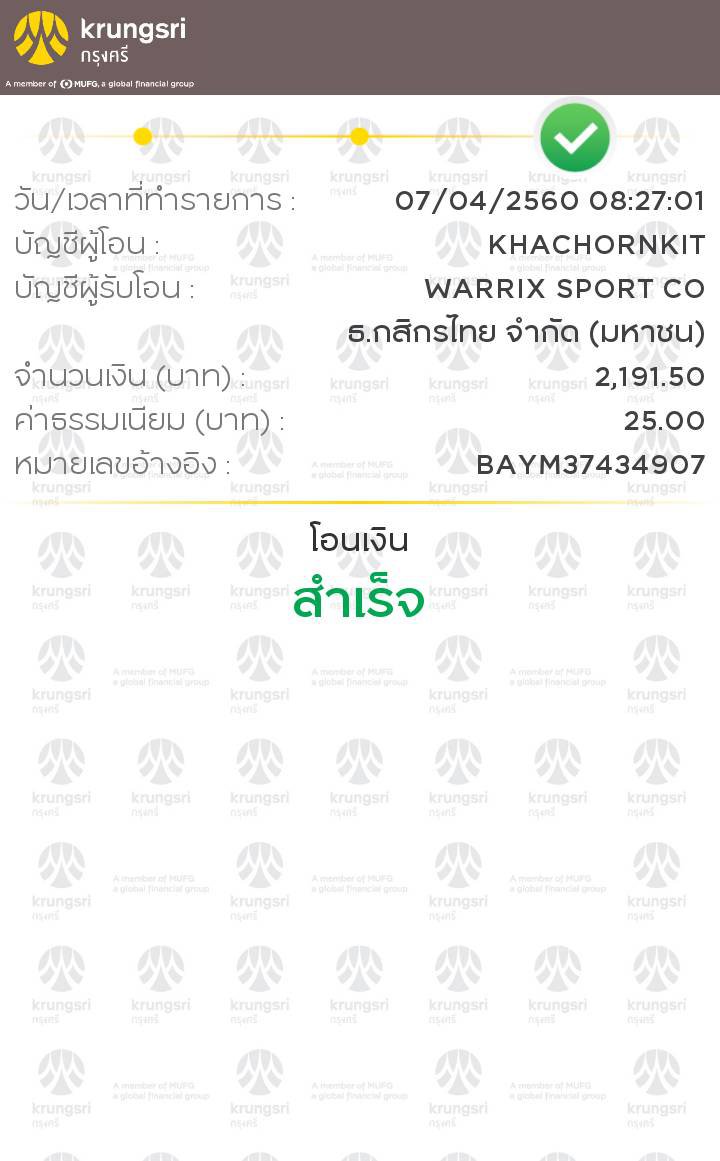 krungsri
กรุงศรี
A member of MUFG, a global financial group
วัน/เวลาที่ทำรายการ : 07/04/2560 08:27:01
บัญชีผู้โอน : KHACHORNKIT
บัญชีผู้รับโอน : WARRIX SPORT CO
ธ.กสิกรไทย จำกัด (มหาชน)
จำนวนเงิน (บาท) : 2,191.50
ค่าธรรมเนียม (บาท) : 25.00
หมายเลขอ้างอิง : BAYM37434907
โอนเงิน
สำเร็จ